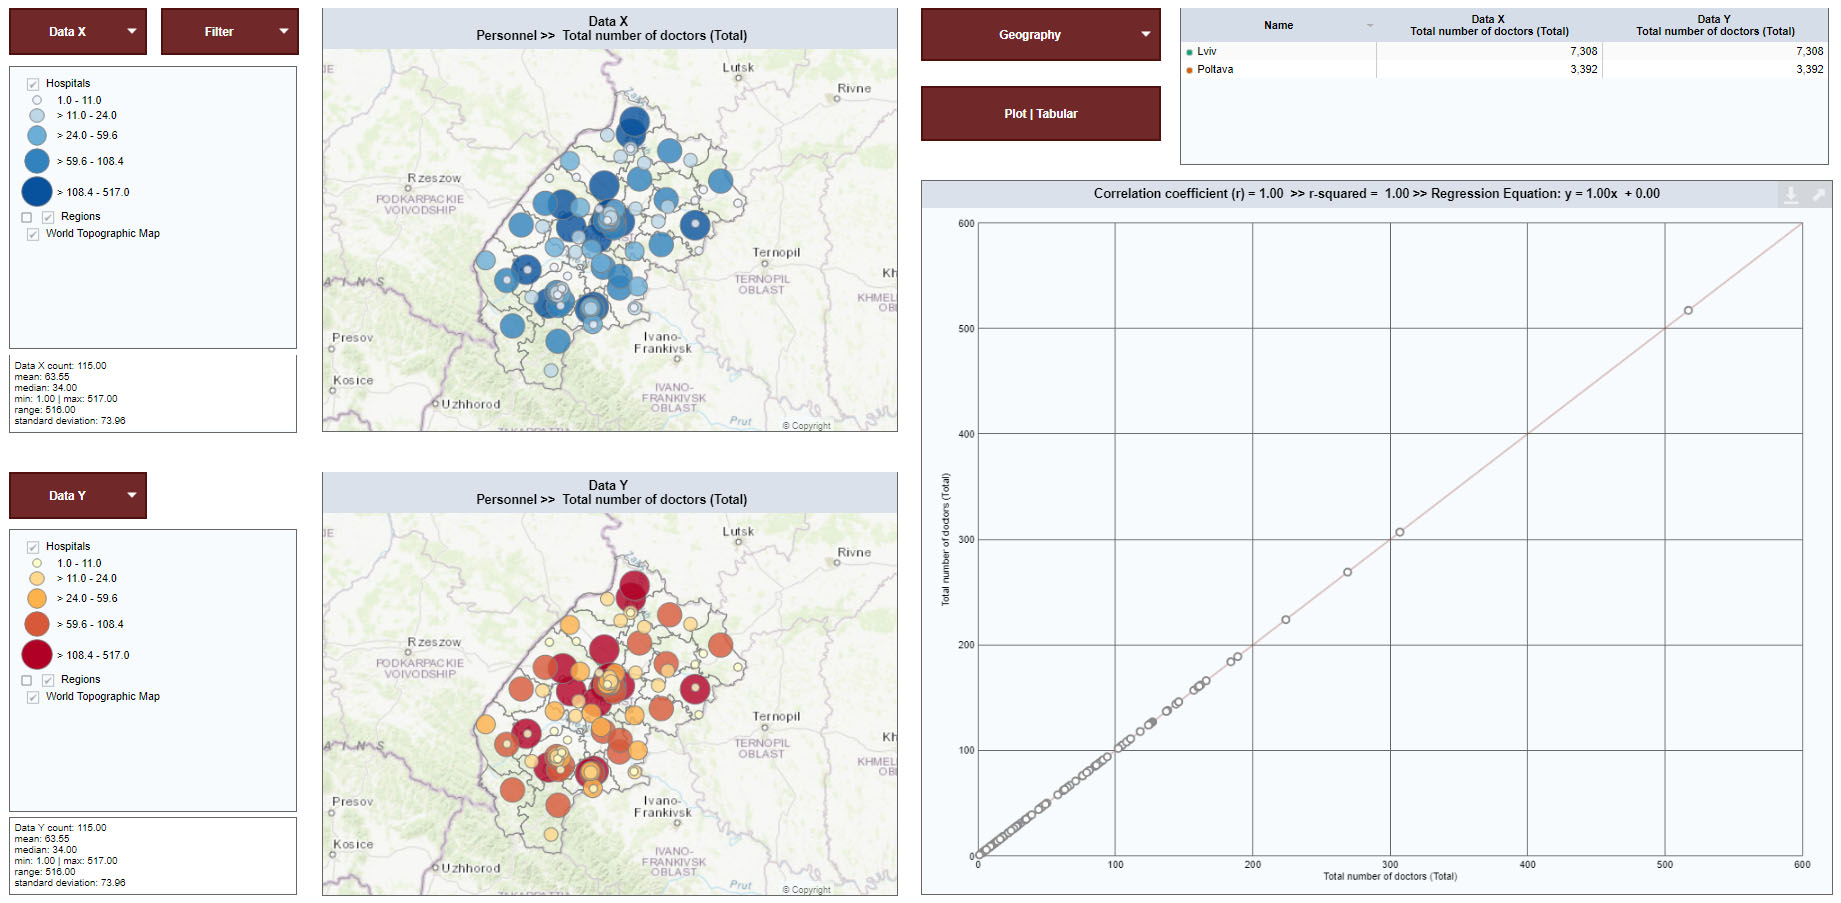 Data X
Filter
Hospitals
1.0 - 11.0
> 11.0 - 24.0
> 24.0 - 59.6
> 59.6 - 108.4
> 108.4 - 517.0
Regions
World Topographic Map
Data X count: 115.00
mean: 63.55
median: 34.00
min: 1.00 | max: 517.00
range: 516.00
standard deviation: 73.96
Data X
Personnel >> Total number of doctors (Total)
Lutsk
Rivne
Rzeszow
PODKARPACKIE
VOIVODSHIP
Ternopil
TERNOPIL
OBLAST
Kh
KHMEL
OB
A I N S
Presov
Ivano-
Frankivsk
Kosice
IVANO-
FRANKIVSK
OBLAST
Uzhhorod
Prut
ZAKARPATTIA
© Copyright
Data Y
Hospitals
1.0 - 11.0
> 11.0 - 24.0
> 24.0 - 59.6
> 59.6 - 108.4
> 108.4 - 517.0
Regions
World Topographic Map
Data Y count: 115.00
mean: 63.55
median: 34.00
min: 1.00 | max: 517.00
range: 516.00
standard deviation: 73.96
Data Y
Personnel >> Total number of doctors (Total)
Lutsk
Rivne
Rzeszow
PODKARPACKIE
VOIVODSHIP
Ternopil
TERNOPIL
OBLAST
Kh
KHMEL
OB
A I N S
Presov
Ivano-
Frankivsk
Kosice
IVANO-
FRANKIVSK
OBLAST
Uzhhorod
Prut
© Copyright
Geography
Plot | Tabular
Name
Data X
Total number of doctors (Total)
Data Y
Total number of doctors (Total)
Lviv 7,308 7,308
Poltava 3,392 3,392
Correlation coefficient (r) = 1.00 >> r-squared = 1.00 >> Regression Equation: y = 1.00x + 0.00
600
500
400
300
200
100
0
Total number of doctors (Total)
0 100 200 300 400 500 600
Total number of doctors (Total)